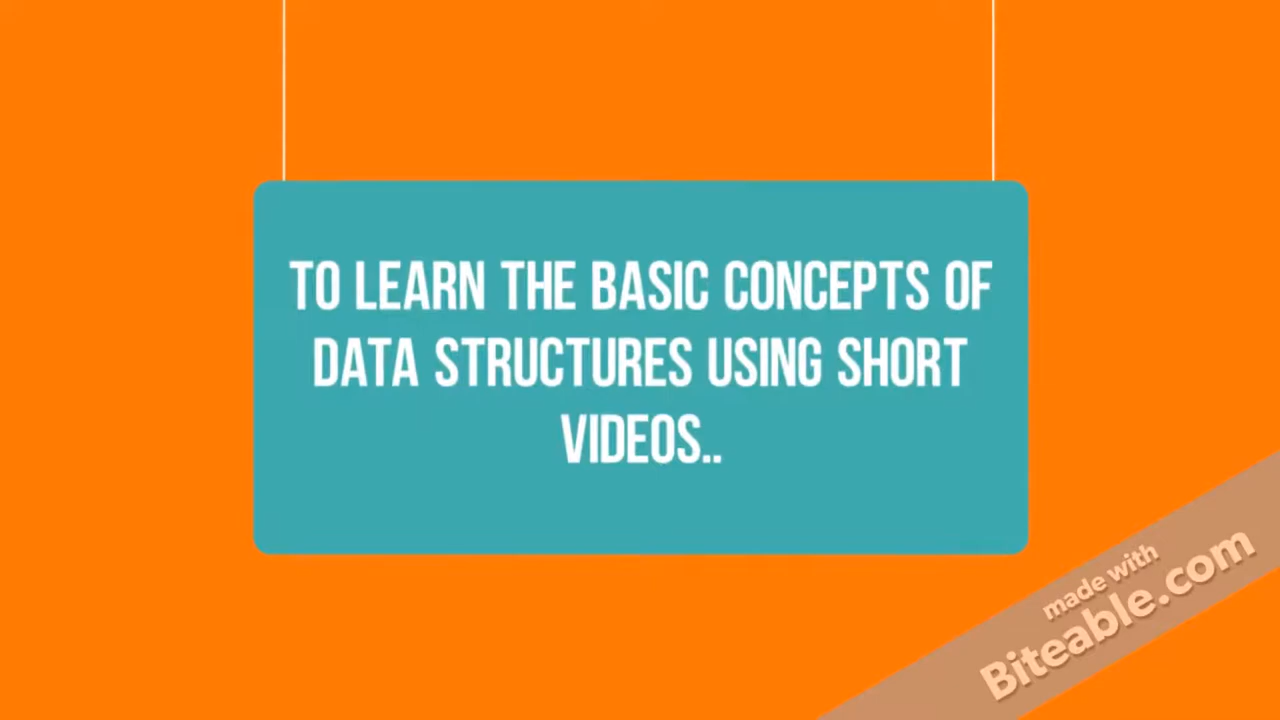 TO LEARN THE BASIC CONCEPTS OF
DATA STRUCTURES USING SHORT
VIDEOS..
made with
Biteable.com